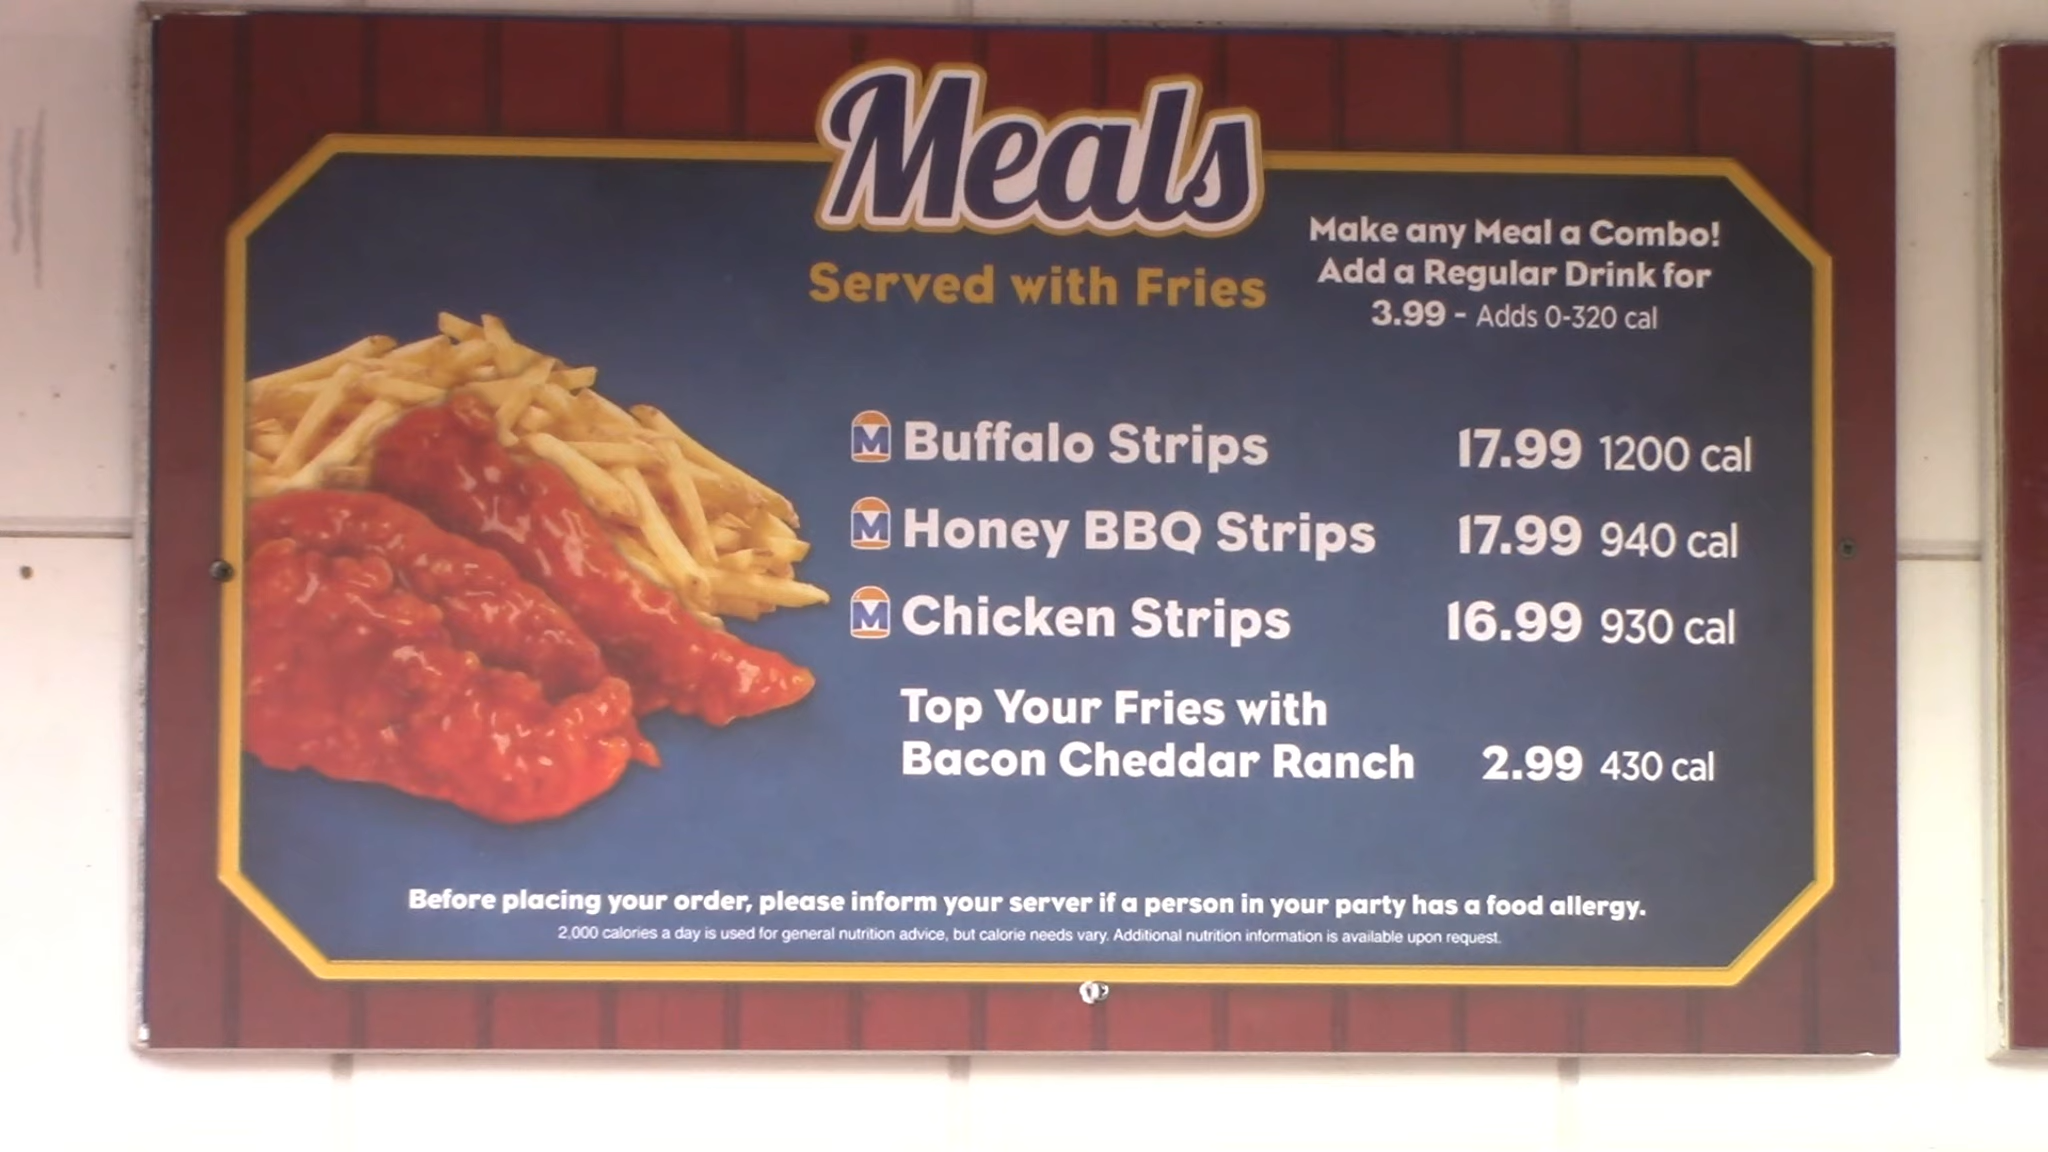 Meals
Served with Fries
Make any Meal a Combo!
Add a Regular Drink for
3.99 - Adds 0-320 cal
M Buffalo Strips 17.99 1200 cal
M Honey BBQ Strips 17.99 940 cal
M Chicken Strips 16.99 930 cal
Top Your Fries with
Bacon Cheddar Ranch 2.99 430 cal
Before placing your order, please inform your server if a person in your party has a food allergy.
2,000 calories a day is used for general nutrition advice, but calorie needs vary. Additional nutrition information is available upon request.